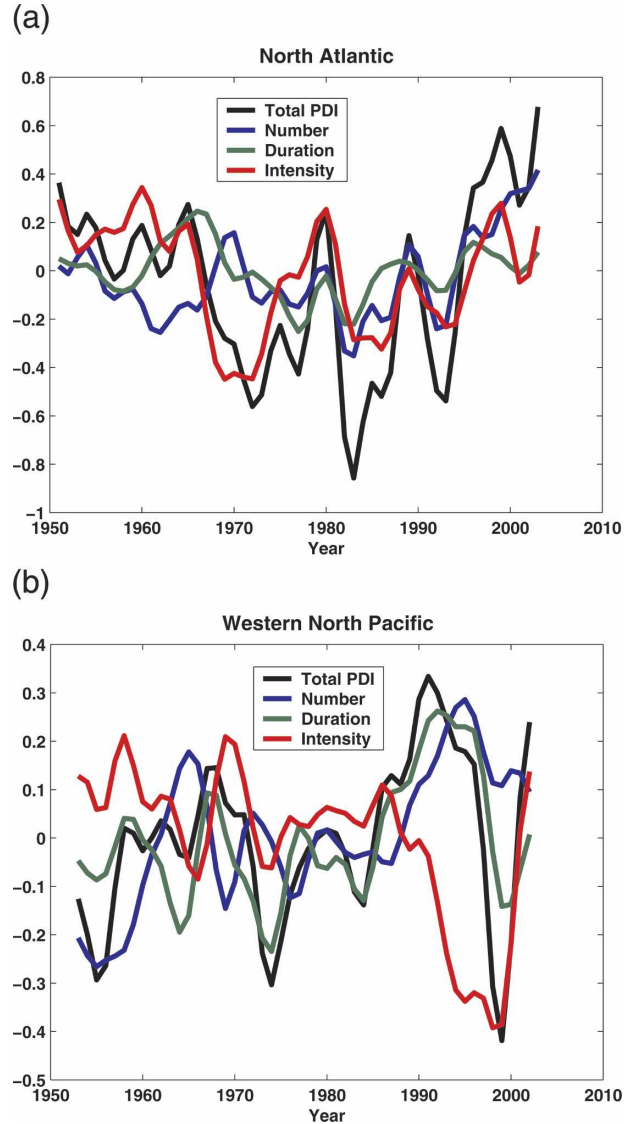 (a)
North Atlantic
0.8
0.6
0.4
0.2
0
−0.2
−0.4
−0.6
−0.8
−1
Total PDI
Number
Duration
Intensity
1950 1960 1970 1980 1990 2000 2010
Year
(b)
Western North Pacific
0.4
0.3
0.2
0.1
0
−0.1
−0.2
−0.3
−0.4
−0.5
Total PDI
Number
Duration
Intensity
1950 1960 1970 1980 1990 2000 2010
Year